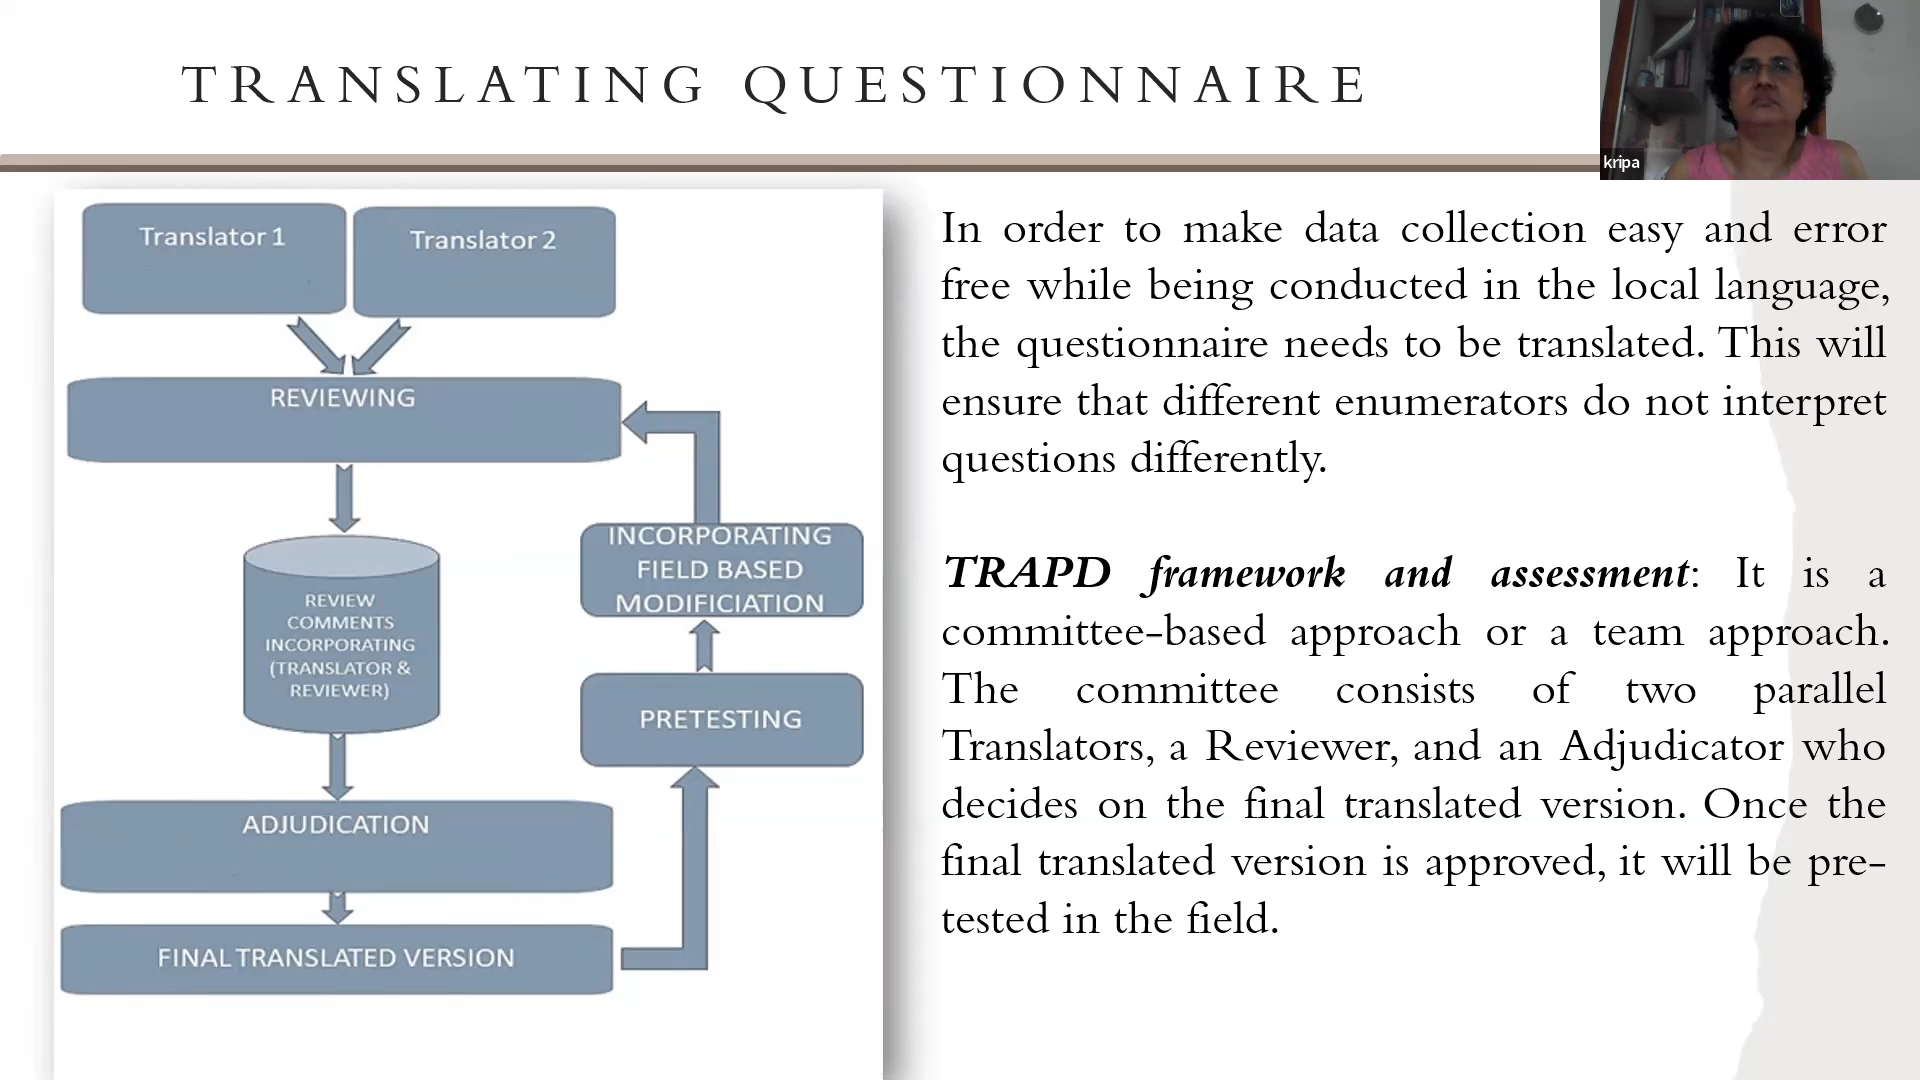 TRANSLATING QUESTIONNAIRE
kripa
Translator 1
Translator 2
REVIEWING
REVIEW
COMMENTS
INCORPORATING
(TRANSLATOR &
REVIEWER)
ADJUDICATION
FINAL TRANSLATED VERSION
INCORPORATING
FIELD BASED
MODIFICIATION
PRETESTING
In order to make data collection easy and error
free while being conducted in the local language,
the questionnaire needs to be translated. This will
ensure that different enumerators do not interpret
questions differently.
TRAPD framework and assessment: It is a
committee-based approach or a team approach.
The committee consists of two parallel
Translators, a Reviewer, and an Adjudicator who
decides on the final translated version. Once the
final translated version is approved, it will be pre-
tested in the field.